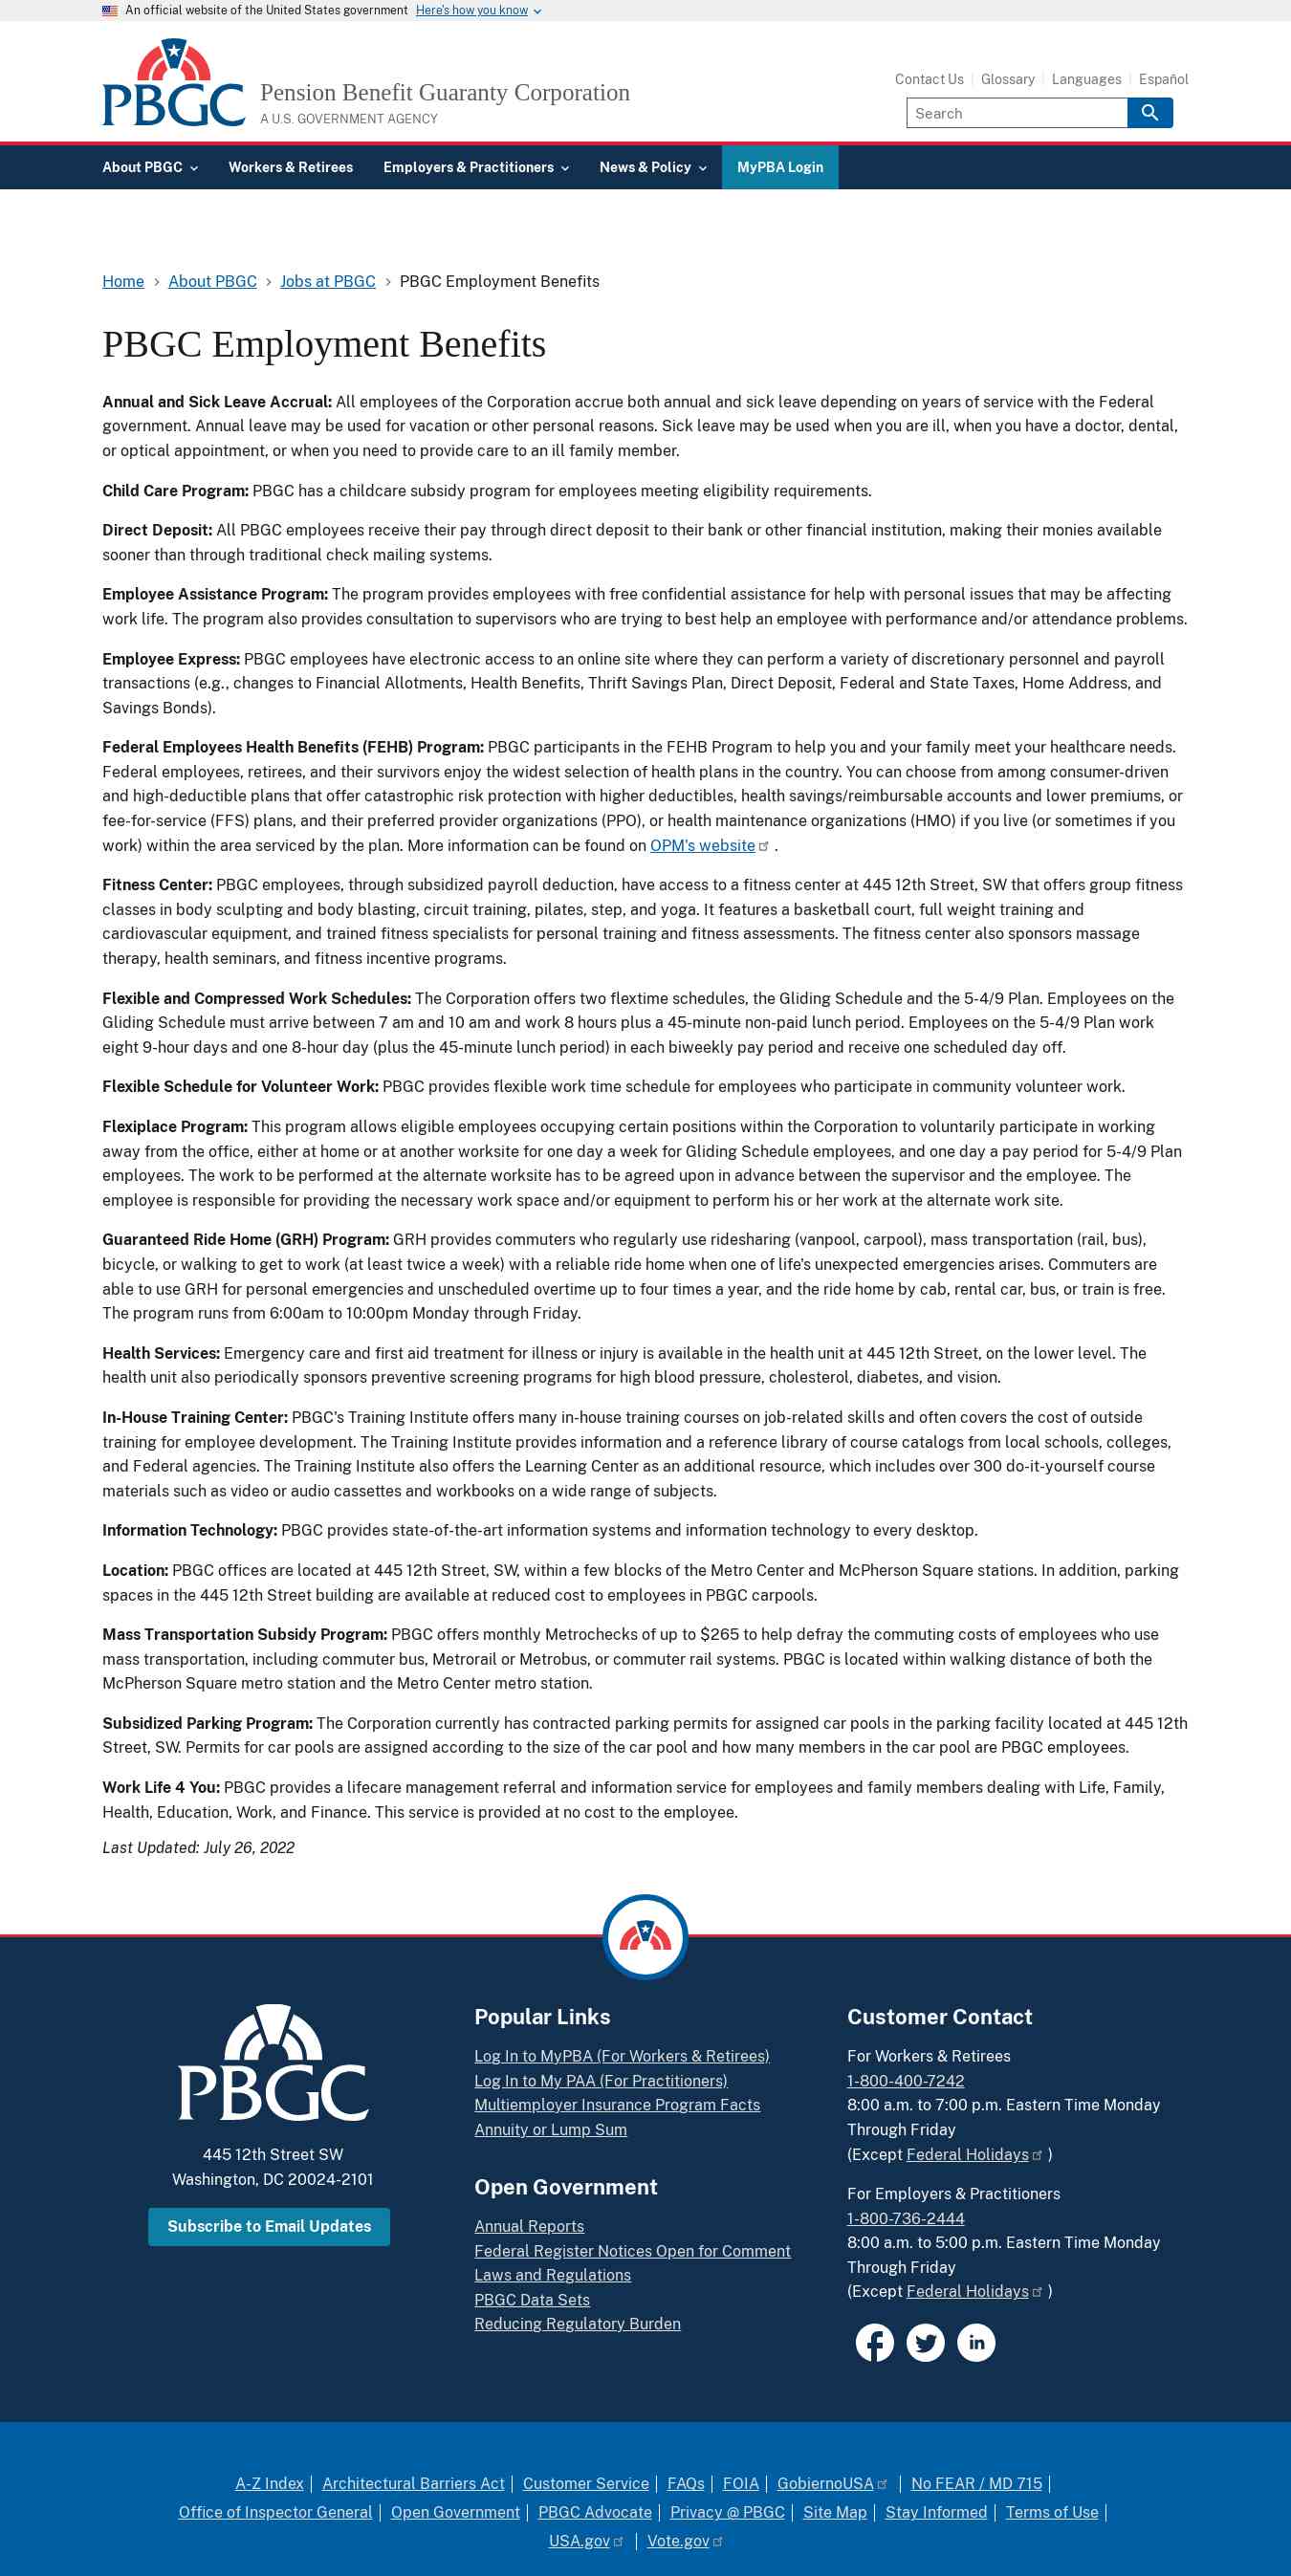 An official website of the United States government Here's how you know
PBGC
Pension Benefit Guaranty Corporation
A U.S. GOVERNMENT AGENCY
Contact Us
Glossary
Languages
Español
Search
About PBGC
Workers & Retirees
Employers & Practitioners
News & Policy
MyPBA Login
Home
About PBGC
Jobs at PBGC
PBGC Employment Benefits
PBGC Employment Benefits
Annual and Sick Leave Accrual: All employees of the Corporation accrue both annual and sick leave depending on years of service with the Federal
government. Annual leave may be used for vacation or other personal reasons. Sick leave may be used when you are ill, when you have a doctor, dental,
or optical appointment, or when you need to provide care to an ill family member.
Child Care Program: PBGC has a childcare subsidy program for employees meeting eligibility requirements.
Direct Deposit: All PBGC employees receive their pay through direct deposit to their bank or other financial institution, making their monies available
sooner than through traditional check mailing systems.
Employee Assistance Program: The program provides employees with free confidential assistance for help with personal issues that may be affecting
work life. The program also provides consultation to supervisors who are trying to best help an employee with performance and/or attendance problems.
Employee Express: PBGC employees have electronic access to an online site where they can perform a variety of discretionary personnel and payroll
transactions (e.g., changes to Financial Allotments, Health Benefits, Thrift Savings Plan, Direct Deposit, Federal and State Taxes, Home Address, and
Savings Bonds).
Federal Employees Health Benefits (FEHB) Program: PBGC participants in the FEHB Program to help you and your family meet your healthcare needs.
Federal employees, retirees, and their survivors enjoy the widest selection of health plans in the country. You can choose from among consumer-driven
and high-deductible plans that offer catastrophic risk protection with higher deductibles, health savings/reimbursable accounts and lower premiums, or
fee-for-service (FFS) plans, and their preferred provider organizations (PPO), or health maintenance organizations (HMO) if you live (or sometimes if you
work) within the area serviced by the plan. More information can be found on OPM's website .
Fitness Center: PBGC employees, through subsidized payroll deduction, have access to a fitness center at 445 12th Street, SW that offers group fitness
classes in body sculpting and body blasting, circuit training, pilates, step, and yoga. It features a basketball court, full weight training and
cardiovascular equipment, and trained fitness specialists for personal training and fitness assessments. The fitness center also sponsors massage
therapy, health seminars, and fitness incentive programs.
Flexible and Compressed Work Schedules: The Corporation offers two flextime schedules, the Gliding Schedule and the 5-4/9 Plan. Employees on the
Gliding Schedule must arrive between 7 am and 10 am and work 8 hours plus a 45-minute non-paid lunch period. Employees on the 5-4/9 Plan work
eight 9-hour days and one 8-hour day (plus the 45-minute lunch period) in each biweekly pay period and receive one scheduled day off.
Flexible Schedule for Volunteer Work: PBGC provides flexible work time schedule for employees who participate in community volunteer work.
Flexiplace Program: This program allows eligible employees occupying certain positions within the Corporation to voluntarily participate in working
away from the office, either at home or at another worksite for one day a week for Gliding Schedule employees, and one day a pay period for 5-4/9 Plan
employees. The work to be performed at the alternate worksite has to be agreed upon in advance between the supervisor and the employee. The
employee is responsible for providing the necessary work space and/or equipment to perform his or her work at the alternate work site.
Guaranteed Ride Home (GRH) Program: GRH provides commuters who regularly use ridesharing (vanpool, carpool), mass transportation (rail, bus),
bicycle, or walking to get to work (at least twice a week) with a reliable ride home when one of life's unexpected emergencies arises. Commuters are
able to use GRH for personal emergencies and unscheduled overtime up to four times a year, and the ride home by cab, rental car, bus, or train is free.
The program runs from 6:00am to 10:00pm Monday through Friday.
Health Services: Emergency care and first aid treatment for illness or injury is available in the health unit at 445 12th Street, on the lower level. The
health unit also periodically sponsors preventive screening programs for high blood pressure, cholesterol, diabetes, and vision.
In-House Training Center: PBGC's Training Institute offers many in-house training courses on job-related skills and often covers the cost of outside
training for employee development. The Training Institute provides information and a reference library of course catalogs from local schools, colleges,
and Federal agencies. The Training Institute also offers the Learning Center as an additional resource, which includes over 300 do-it-yourself course
materials such as video or audio cassettes and workbooks on a wide range of subjects.
Information Technology: PBGC provides state-of-the-art information systems and information technology to every desktop.
Location: PBGC offices are located at 445 12th Street, SW, within a few blocks of the Metro Center and McPherson Square stations. In addition, parking
spaces in the 445 12th Street building are available at reduced cost to employees in PBGC carpools.
Mass Transportation Subsidy Program: PBGC offers monthly Metrochecks of up to $265 to help defray the commuting costs of employees who use
mass transportation, including commuter bus, Metrorail or Metrobus, or commuter rail systems. PBGC is located within walking distance of both the
McPherson Square metro station and the Metro Center metro station.
Subsidized Parking Program: The Corporation currently has contracted parking permits for assigned car pools in the parking facility located at 445 12th
Street, SW. Permits for car pools are assigned according to the size of the car pool and how many members in the car pool are PBGC employees.
Work Life 4 You: PBGC provides a lifecare management referral and information service for employees and family members dealing with Life, Family,
Health, Education, Work, and Finance. This service is provided at no cost to the employee.
Last Updated: July 26, 2022
PBGC
445 12th Street SW
Washington, DC 20024-2101
Subscribe to Email Updates
Popular Links
Log In to MyPBA (For Workers & Retirees)
Log In to My PAA (For Practitioners)
Multiemployer Insurance Program Facts
Annuity or Lump Sum
Open Government
Annual Reports
Federal Register Notices Open for Comment
Laws and Regulations
PBGC Data Sets
Reducing Regulatory Burden
Customer Contact
For Workers & Retirees
1-800-400-7242
8:00 a.m. to 7:00 p.m. Eastern Time Monday
Through Friday
(Except Federal Holidays )
For Employers & Practitioners
1-800-736-2444
8:00 a.m. to 5:00 p.m. Eastern Time Monday
Through Friday
(Except Federal Holidays )
in
A-Z Index | Architectural Barriers Act | Customer Service | FAQs | FOIA | GobiernoUSA | No FEAR / MD 715 |
Office of Inspector General | Open Government | PBGC Advocate | Privacy @ PBGC | Site Map | Stay Informed | Terms of Use |
USA.gov | Vote.gov